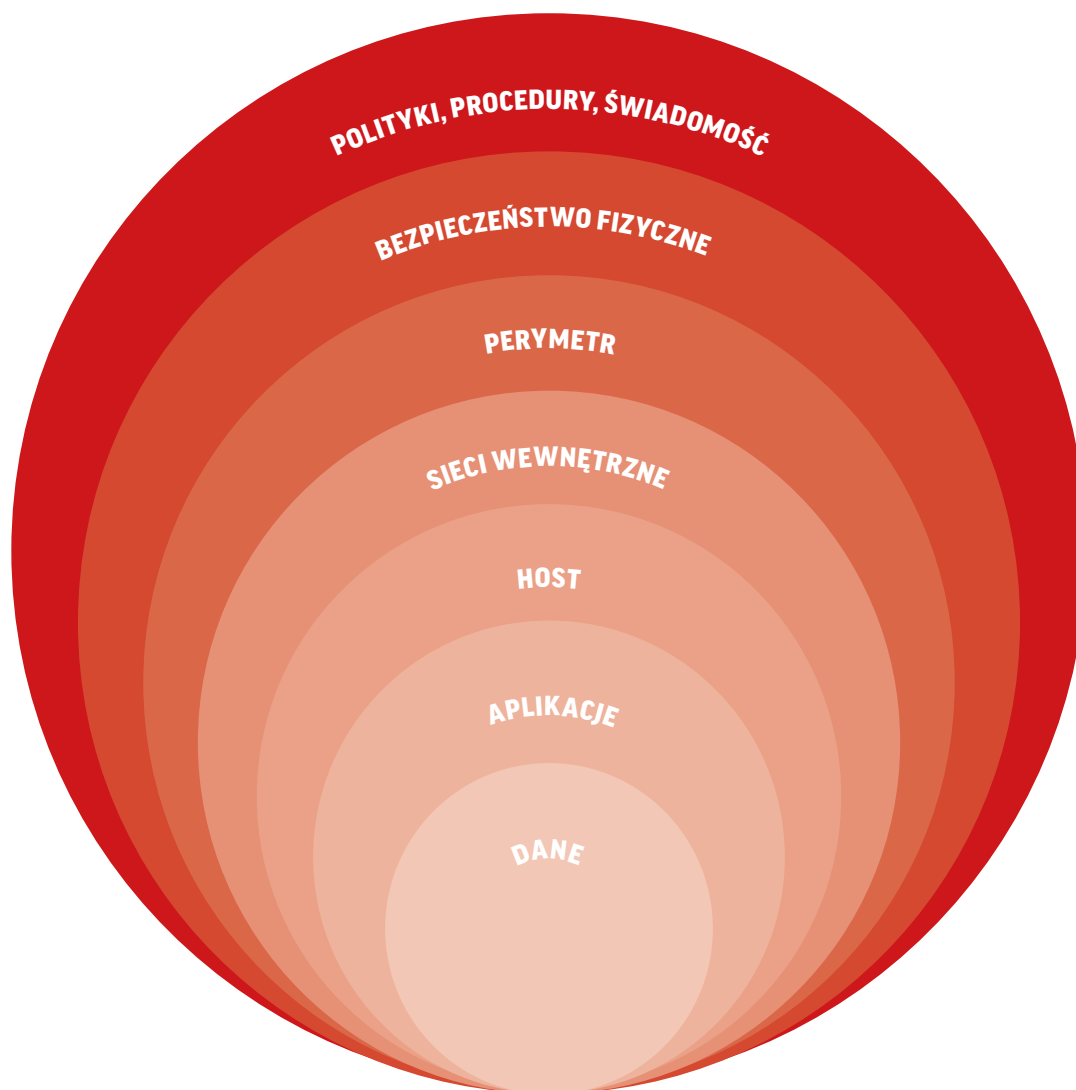 POLITYKI, PROCEDURY, ŚWIADOMOŚĆ
BEZPIECZEŃSTWO FIZYCZNE
PERYMETR
SIECI WEWNĘTRZNE
HOST
APLIKACJE
DANE